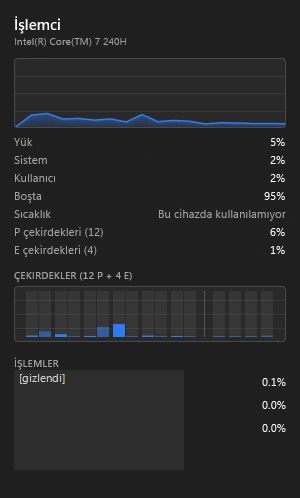 İşlemci
Intel(R) Core(TM) 7 240H
Yük 5%
Sistem 2%
Kullanıcı 2%
Boşta 95%
Sıcaklık Bu cihazda kullanılamıyor
P çekirdekleri (12) 6%
E çekirdekleri (4) 1%
ÇEKİRDEKLER (12 P + 4 E)
İŞLEMLER
[gizlendi] 0.1%
0.0%
0.0%